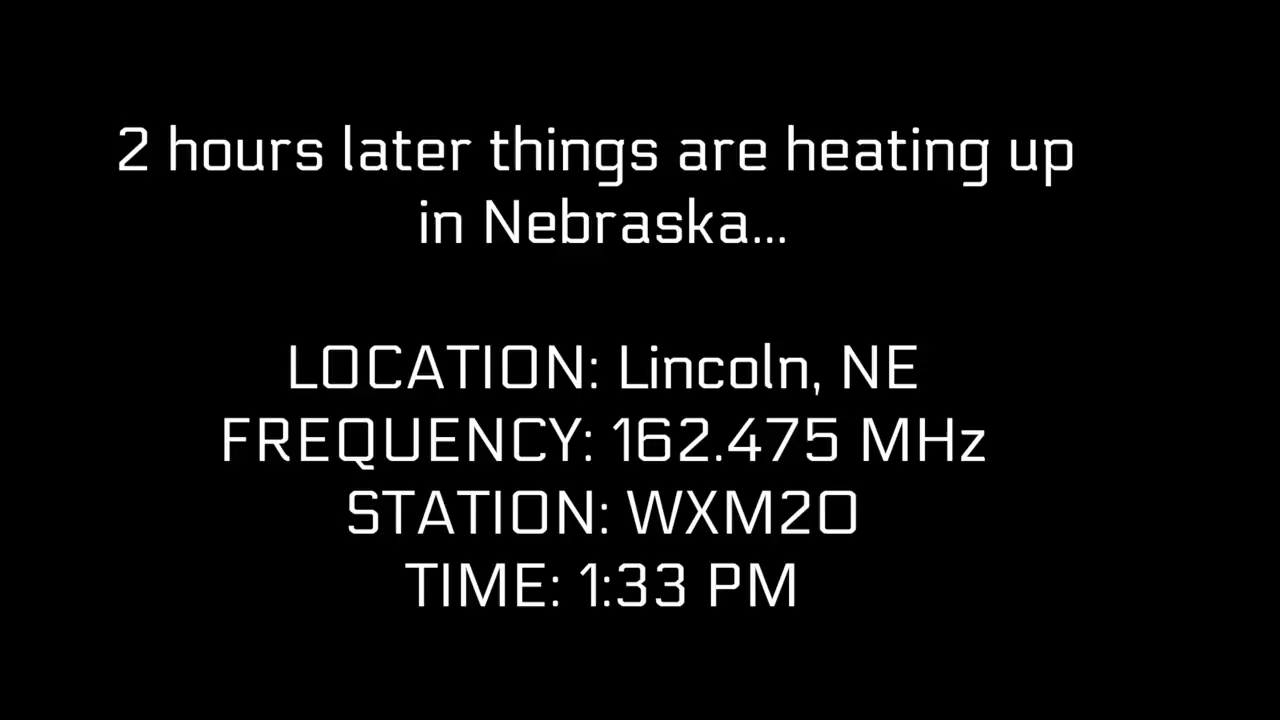 2 hours later things are heating up
in Nebraska...
LOCATION: Lincoln, NE
FREQUENCY: 162.475 MHz
STATION: WXM20
TIME: 1:33 PM